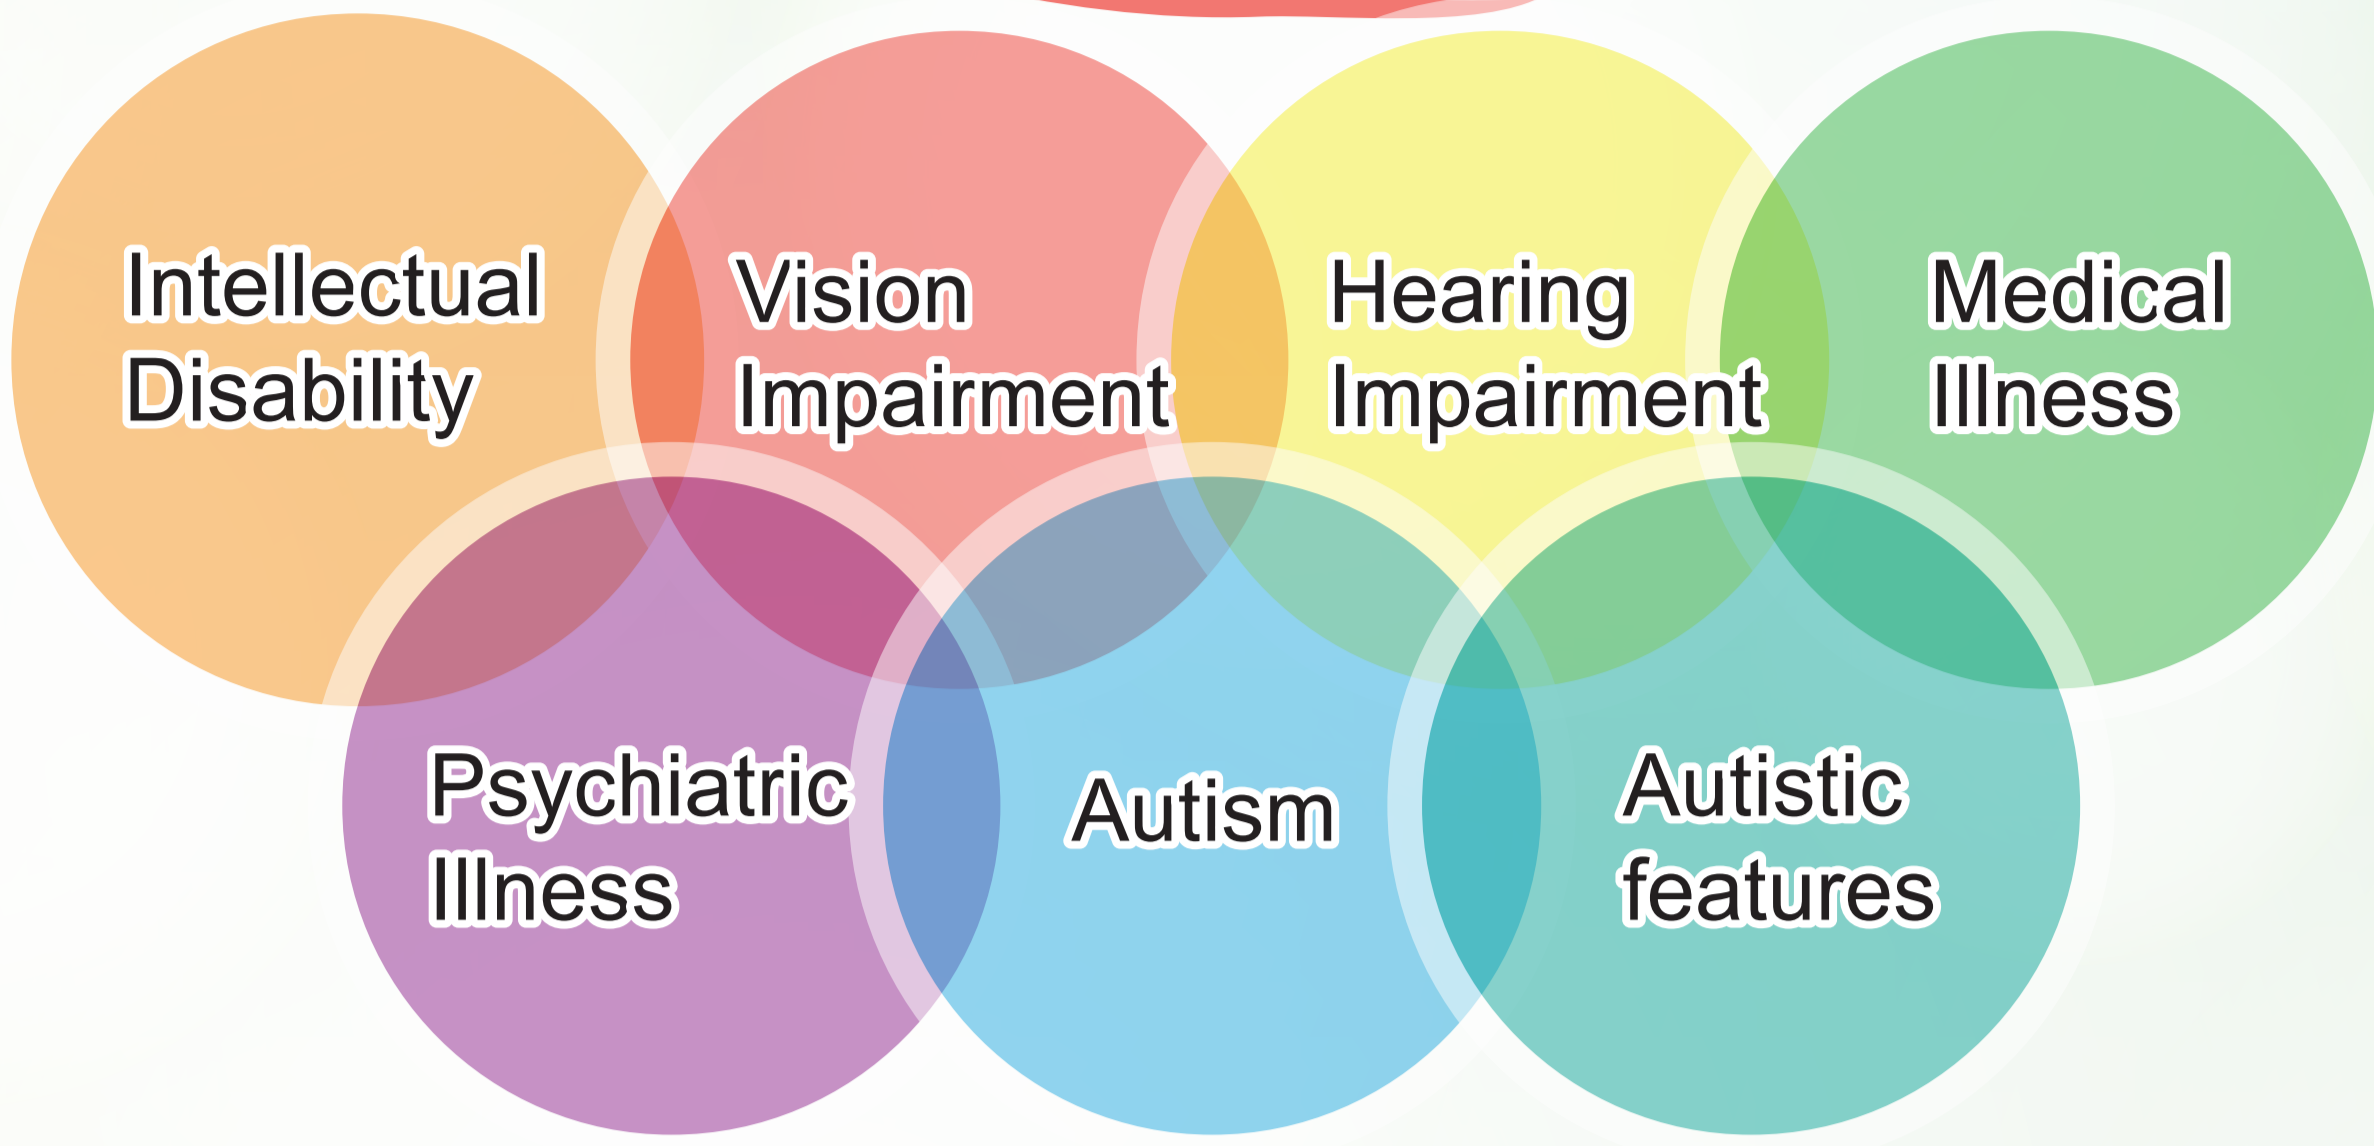 Intellectual
Disability
Vision
Impairment
Hearing
Impairment
Medical
Illness
Psychiatric
Illness
Autism
Autistic
features